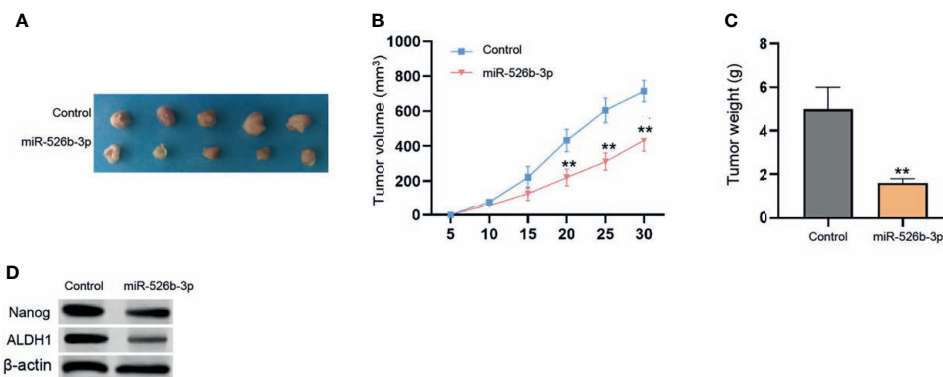 A
Control
miR-526b-3p
B
Tumor volume (mm³)
1000
800
600
400
200
0
Control
miR-526b-3p
**
**
**
5 10 15 20 25 30
C
Tumor weight (g)
8
6
4
2
0
**
Control miR-526b-3p
D
Control miR-526b-3p
Nanog
ALDH1
β-actin